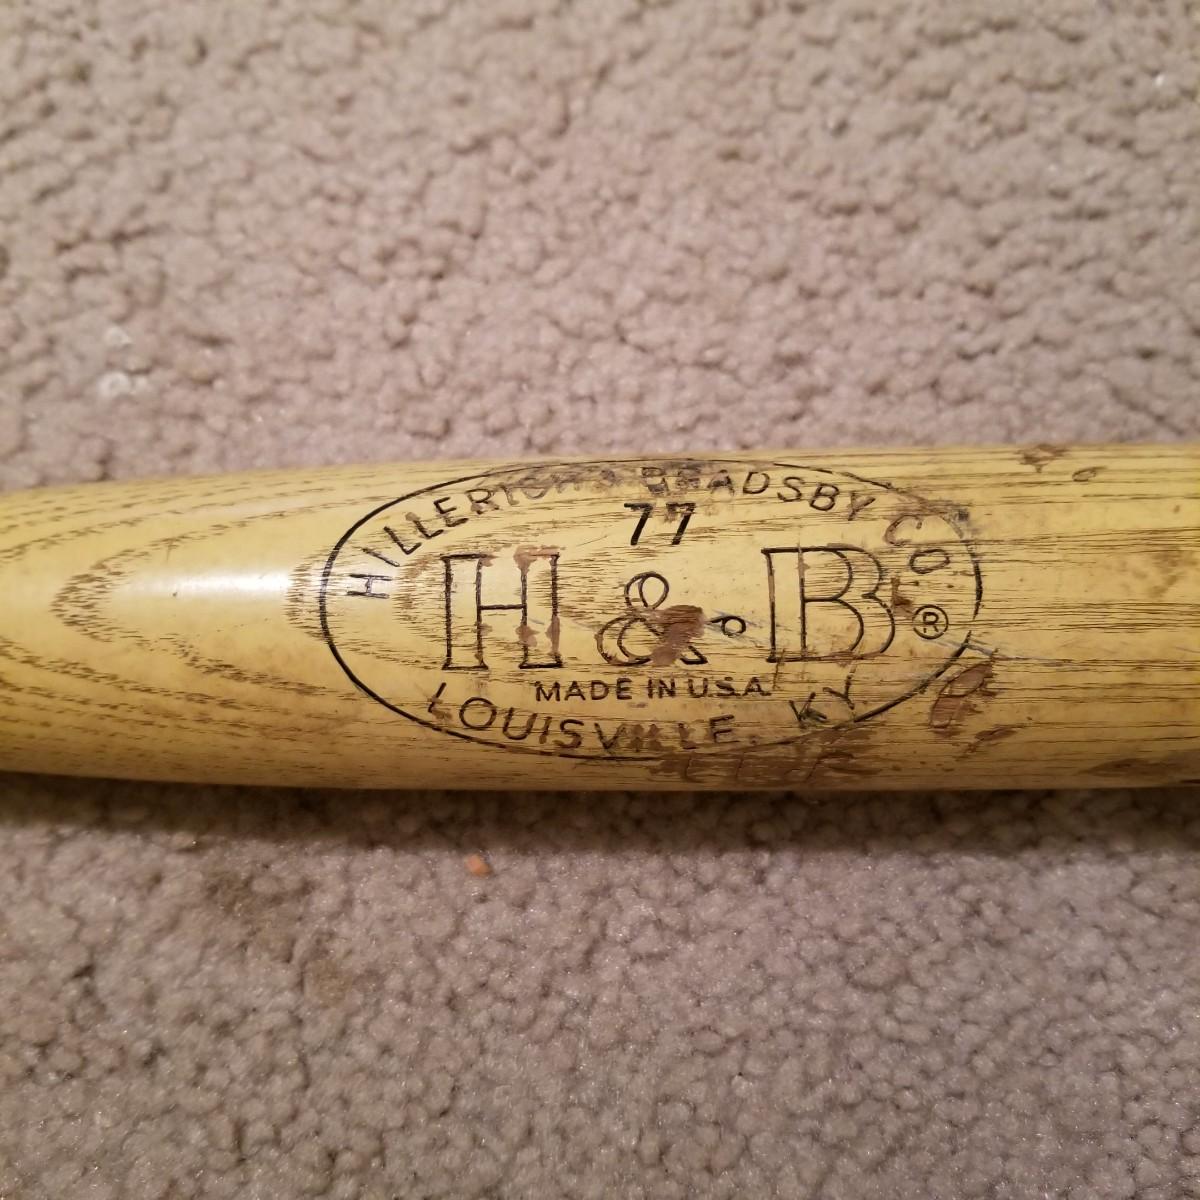 HILLERICH & BRADSBY CO
77
H & B
®
MADE IN U.S.A.
LOUISVILLE, KY